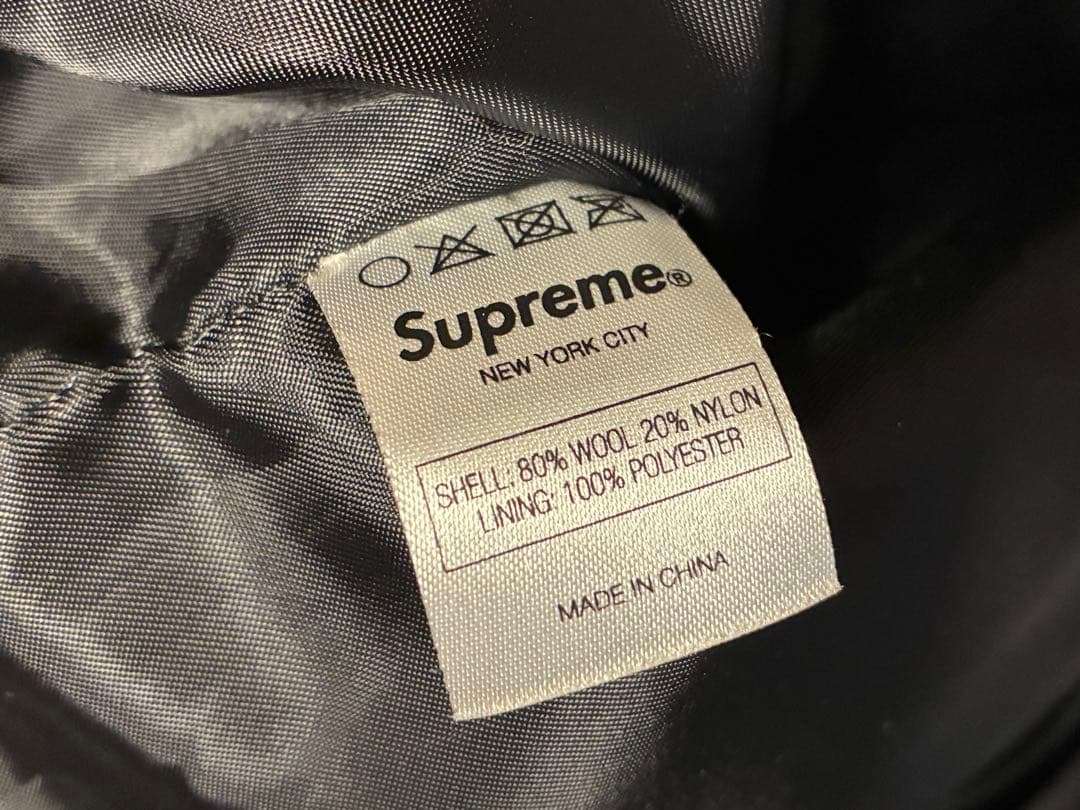 Supreme®
NEW YORK CITY
SHELL: 80% WOOL 20% NYLON
LINING: 100% POLYESTER
MADE IN CHINA